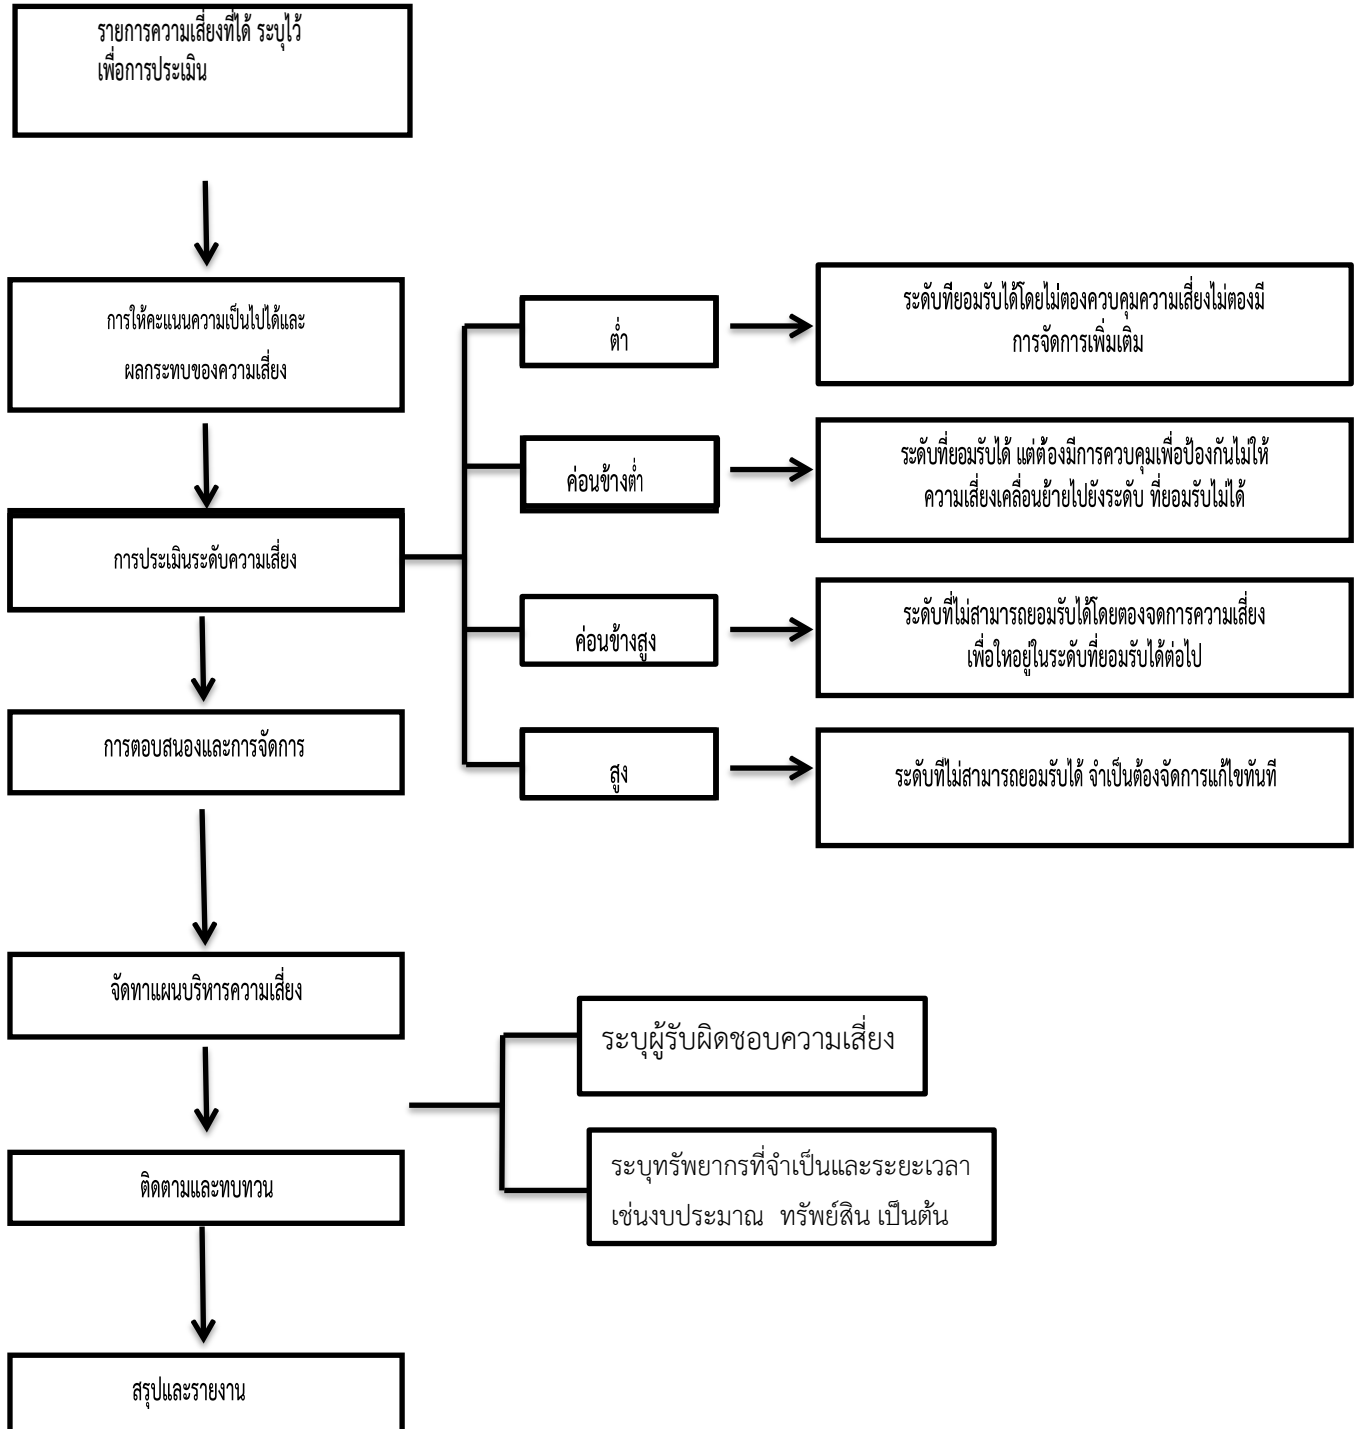 รายการความเสี่ยงที่ได้ ระบุไว้
เพื่อการประเมิน
การให้คะแนนความเป็นไปได้และ
ผลกระทบของความเสี่ยง
การประเมินระดับความเสี่ยง
การตอบสนองและการจัดการ
จัดทาแผนบริหารความเสี่ยง
ติดตามและทบทวน
สรุปและรายงาน
ต่ำ
ระดับทียอมรับได้โดยไม่ตองควบคุมความเสี่ยงไม่ตองมี
การจัดการเพิ่มเติม
ค่อนข้างต่ำ
ระดับที่ยอมรับได้ แต่ต้องมีการควบคุมเพื่อป้องกันไม่ให้
ความเสี่ยงเคลื่อนย้ายไปยังระดับ ที่ยอมรับไม่ได้
ค่อนข้างสูง
ระดับที่ไม่สามารถยอมรับได้โดยตองจดการความเสี่ยง
เพื่อใหอยู่ในระดับที่ยอมรับได้ต่อไป
สูง
ระดับทีไม่สามารถยอมรับได้ จำเป็นต้องจัดการแก้ไขทันที
ระบุผู้รับผิดชอบความเสี่ยง
ระบุทรัพยากรที่จำเป็นและระยะเวลา
เช่นงบประมาณ ทรัพย์สิน เป็นต้น